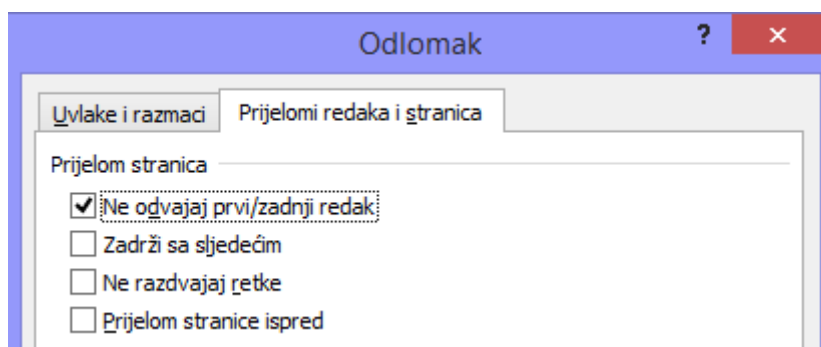 Odlomak ?
Uvlake i razmaci Prijelomi redaka i stranica
Prijelom stranica
Ne odvajaj prvi/zadnji redak
Zadrži sa sljedećim
Ne razdvajaj retke
Prijelom stranice ispred